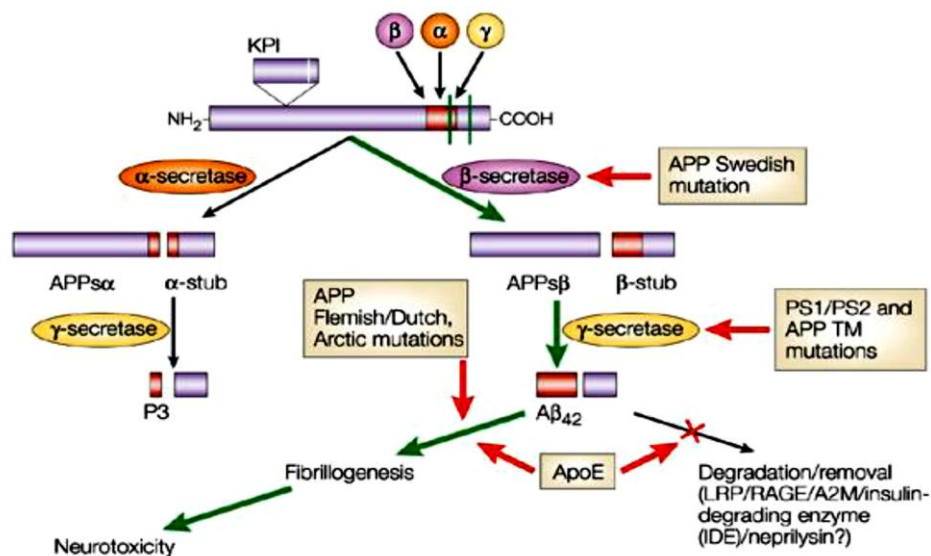 β α γ
KPI
NH₂ COOH
α-secretase
β-secretase
APP Swedish
mutation
APPsα α-stub
APPsβ β-stub
γ-secretase
P3
APP
Flemish/Dutch,
Arctic mutations
γ-secretase
PS1/PS2 and
APP TM
mutations
Aβ₄₂
Fibrillogenesis
ApoE
Degradation/removal
(LRP/RAGE/A2M/insulin-
degrading enzyme
(IDE)/neprilysin?)
Neurotoxicity